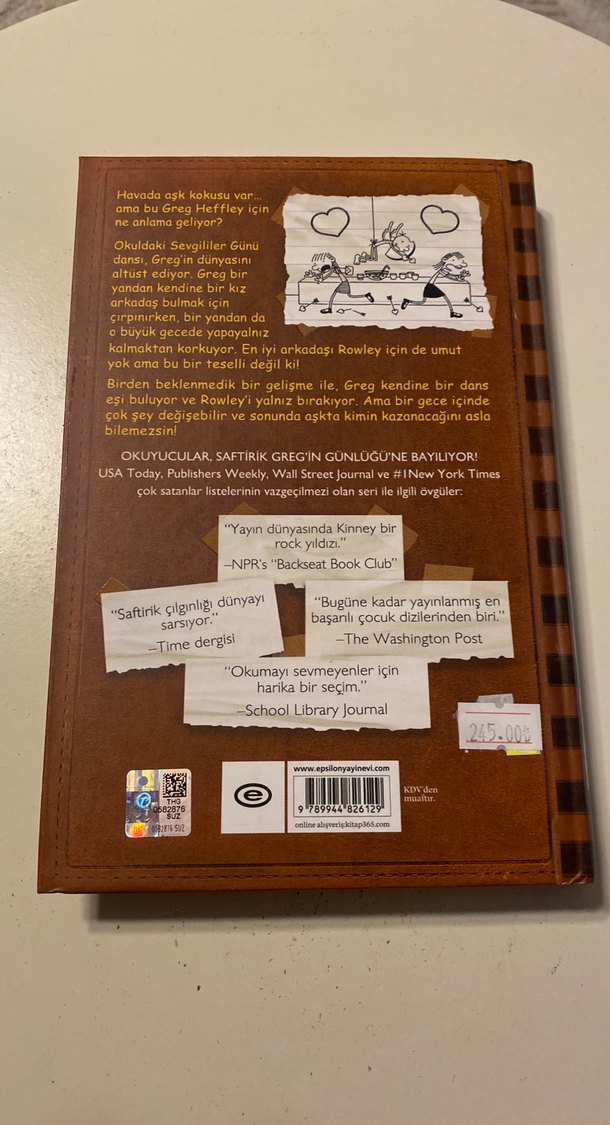 Havada aşk kokusu var...
ama bu Greg Heffley için
ne anlama geliyor?
Okuldaki Sevgililer Günü
dansı, Greg'in dünyasını
altüst ediyor. Greg bir
yandan kendine bir kız
arkadaş bulmak için
çırpınırken, bir yandan da
o büyük gecede yapayalnız
kalmaktan korkuyor. En iyi arkadaşı Rowley için de umut
yok ama bu bir teselli değil ki!
Birden beklenmedik bir gelişme ile, Greg kendine bir dans
eşi buluyor ve Rowley'i yalnız bırakıyor. Ama bir gece içinde
çok şey değişebilir ve sonunda aşkta kimin kazanacağını asla
bilemezsin!
OKUYUCULAR, SAFTİRİK GREG'İN GÜNLÜĞÜ'NE BAYILIYOR!
USA Today, Publishers Weekly, Wall Street Journal ve #1New York Times
çok satanlar listelerinin vazgeçilmezi olan seri ile ilgili övgüler:
"Yayın dünyasında Kinney bir
rock yıldızı."
–NPR's "Backseat Book Club"
"Saftirik çılgınlığı dünyayı
sarsıyor."
–Time dergisi
"Bugüne kadar yayınlanmış en
başarılı çocuk dizilerinden biri."
–The Washington Post
"Okumayı sevmeyenler için
harika bir seçim."
–School Library Journal
245.00₺
THG
0582876
SUZ
0582876 SUZ
e
www.epsilonyayinevi.com
9 789944 826129
online alışveriş:kitap365.com
KDV'den
muaftır.